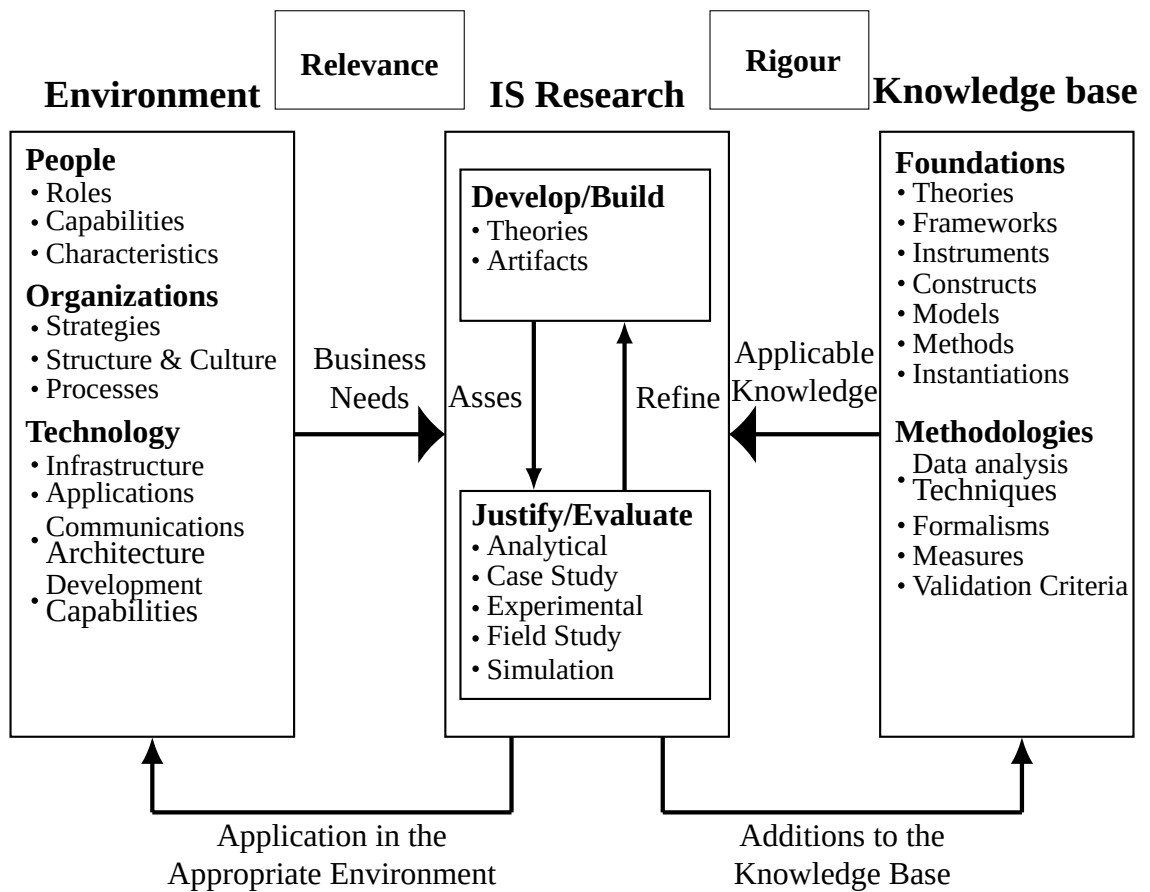 Relevance
Rigour
Environment
IS Research
Knowledge base
People
• Roles
• Capabilities
• Characteristics
Organizations
• Strategies
• Structure & Culture
• Processes
Technology
• Infrastructure
• Applications
• Communications
Architecture
• Development
Capabilities
Business
Needs
Develop/Build
• Theories
• Artifacts
Asses
Refine
Justify/Evaluate
• Analytical
• Case Study
• Experimental
• Field Study
• Simulation
Applicable
Knowledge
Foundations
• Theories
• Frameworks
• Instruments
• Constructs
• Models
• Methods
• Instantiations
Methodologies
• Data analysis
Techniques
• Formalisms
• Measures
• Validation Criteria
Application in the
Appropriate Environment
Additions to the
Knowledge Base